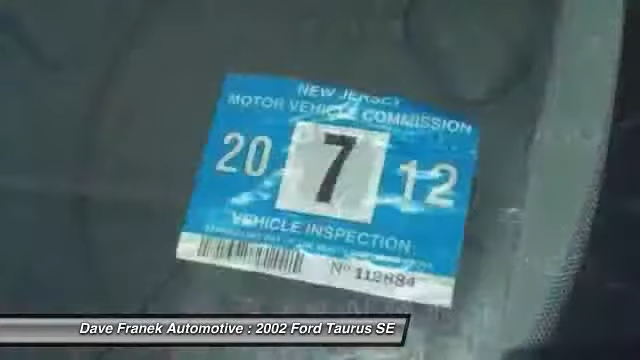 NEW JERSEY
MOTOR VEHICLE COMMISSION
20 7 12
VEHICLE INSPECTION
Nº 112884
Dave Franek Automotive : 2002 Ford Taurus SE